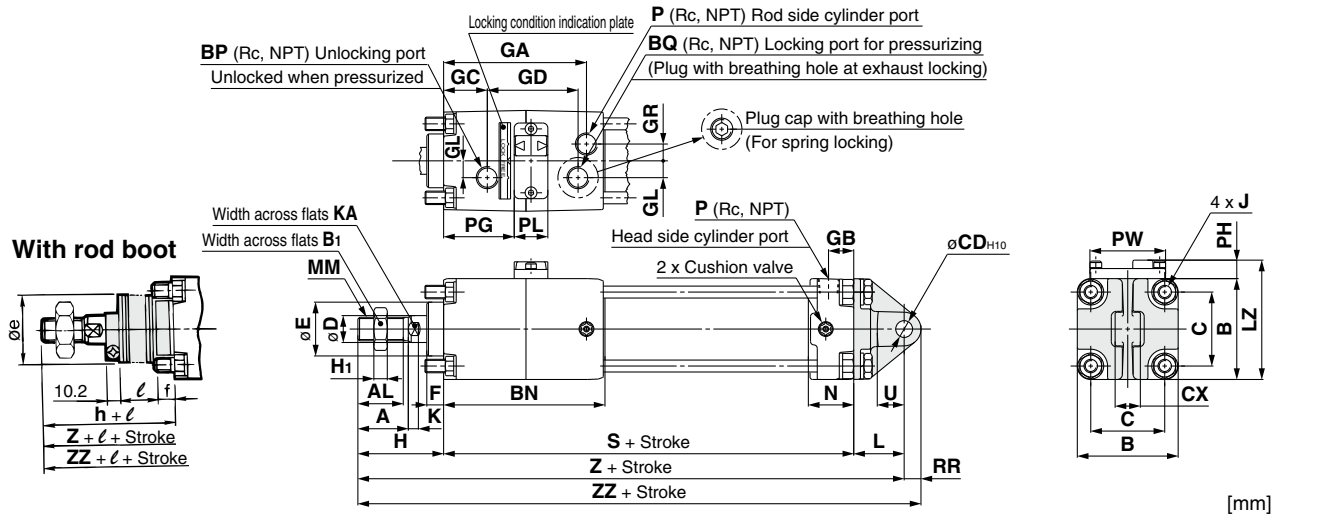 Locking condition indication plate
P (Rc, NPT) Rod side cylinder port
BP (Rc, NPT) Unlocking port
Unlocked when pressurized
GA
BQ (Rc, NPT) Locking port for pressurizing
(Plug with breathing hole at exhaust locking)
GC
GD
GR
Plug cap with breathing hole
(For spring locking)
GL
GL
PG
PL
Width across flats KA
Width across flats B1
MM
P (Rc, NPT)
Head side cylinder port
GB
2 x Cushion valve
øCDH10
4 x J
PW
PH
With rod boot
øe
10.2
ℓ
f
h + ℓ
Z + ℓ + Stroke
ZZ + ℓ + Stroke
øE
øD
H1
AL
F
A
K
H
BN
N
U
S + Stroke
L
Z + Stroke
RR
ZZ + Stroke
C
B
LZ
CX
C
B
[mm]